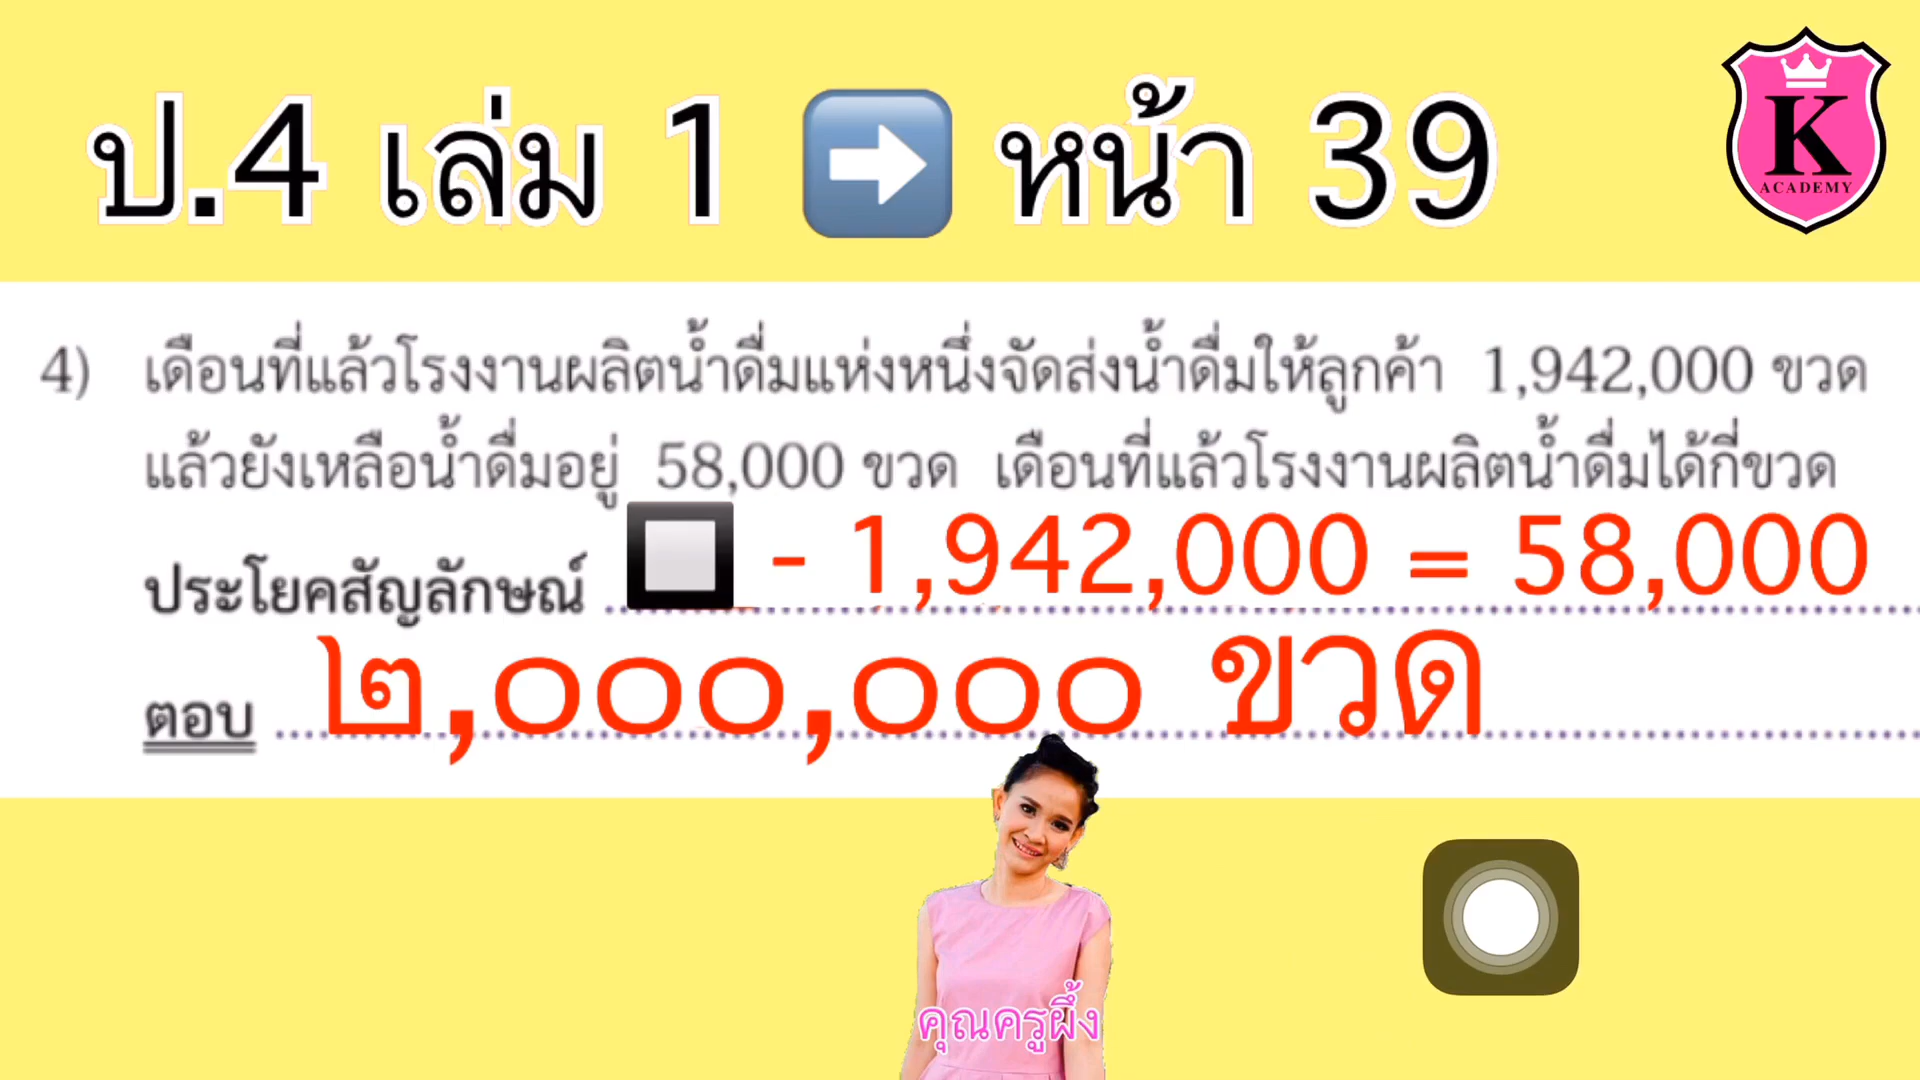 ป.4 เล่ม 1 ➡ หน้า 39
K
ACADEMY
4) เดือนที่แล้วโรงงานผลิตน้ำดื่มแห่งหนึ่งจัดส่งน้ำดื่มให้ลูกค้า 1,942,000 ขวด
แล้วยังเหลือน้ำดื่มอยู่ 58,000 ขวด เดือนที่แล้วโรงงานผลิตน้ำดื่มได้กี่ขวด
ประโยคสัญลักษณ์ 🔲 - 1,942,000 = 58,000
ตอบ ๒,๐๐๐,๐๐๐ ขวด
คุณครูผึ้ง